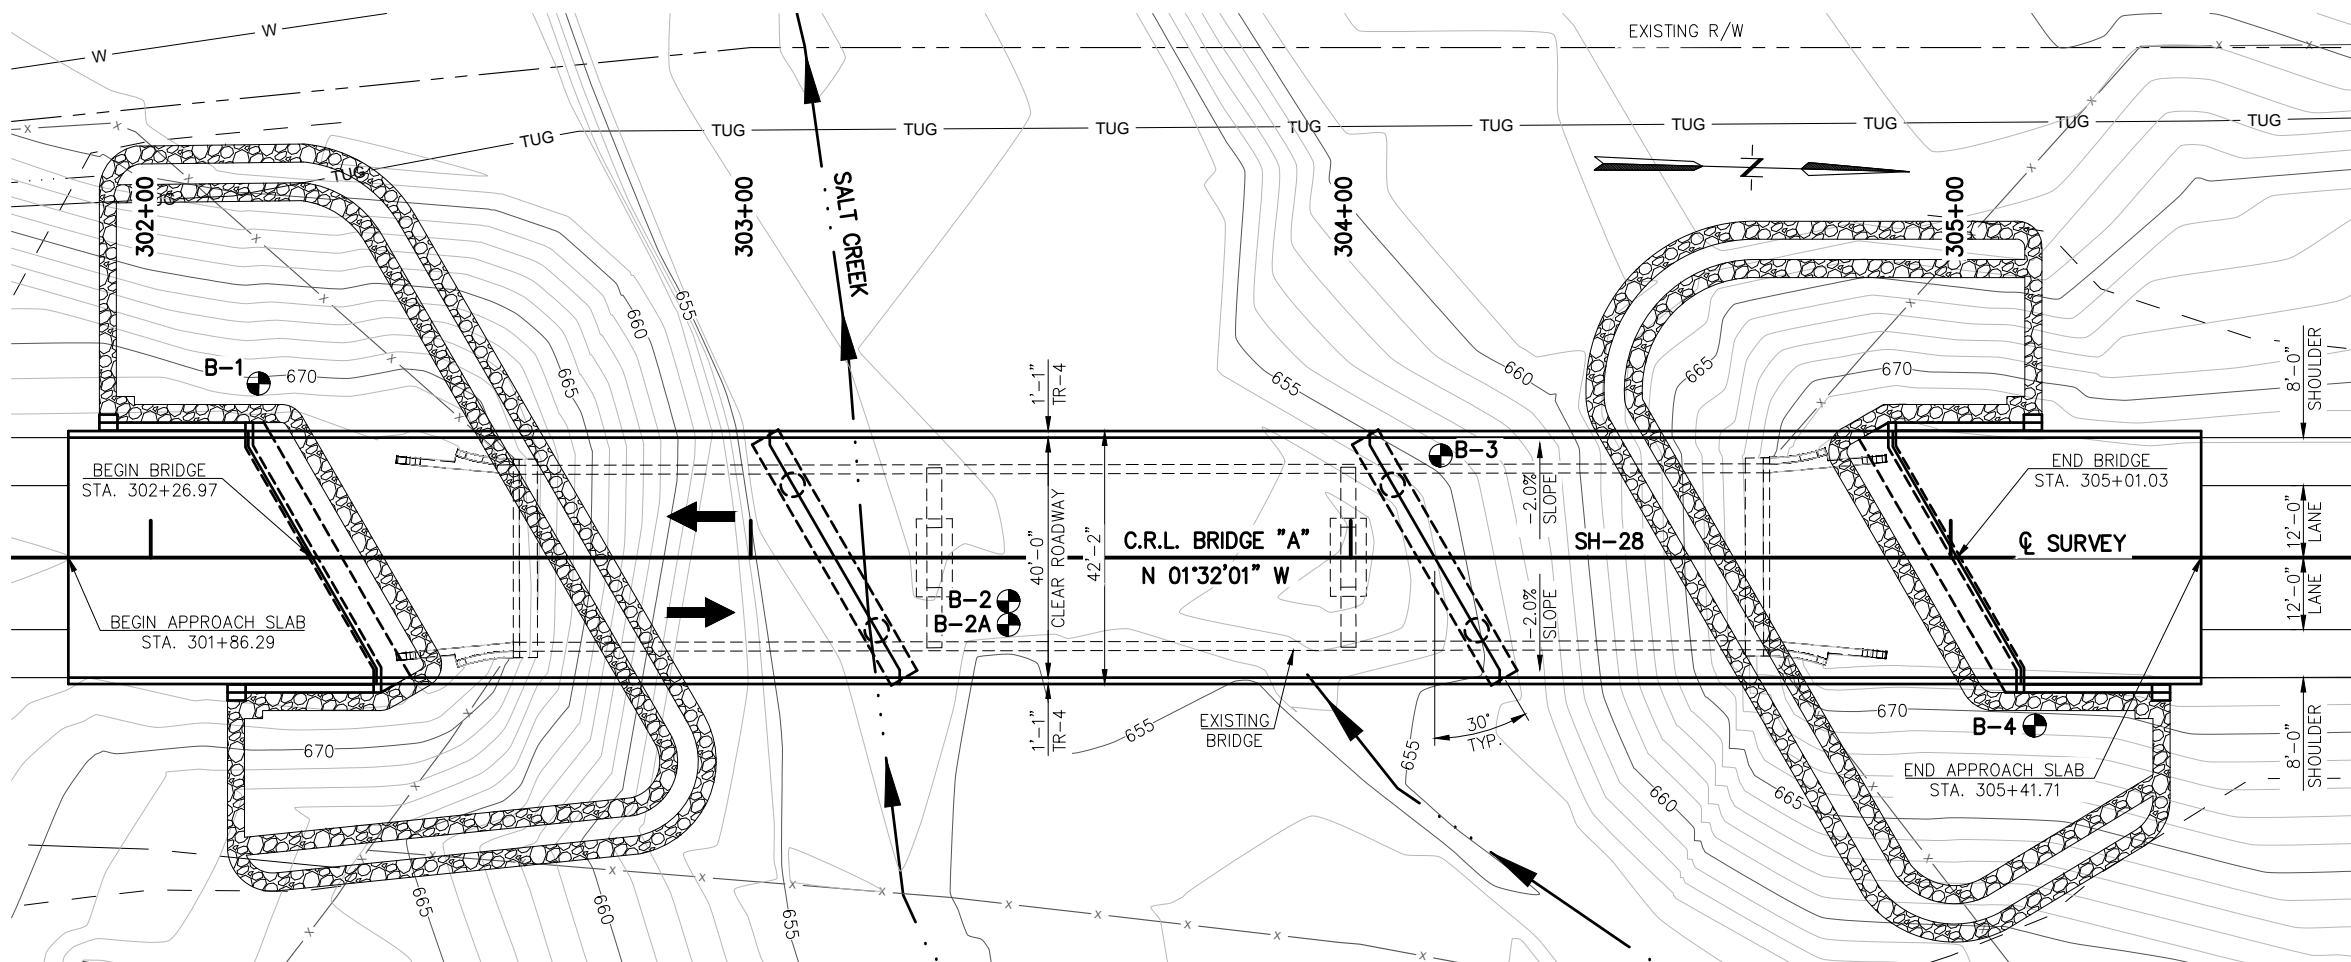 EXISTING R/W
W
W
TUG
TUG
TUG
TUG
TUG
TUG
TUG
TUG
TUG
TUG
TUG
N
302+00
303+00
304+00
305+00
SALT CREEK
655
660
665
670
B-1
655
660
665
670
1'-1"
TR-4
8'-0"
SHOULDER
B-3
BEGIN BRIDGE
STA. 302+26.97
END BRIDGE
STA. 305+01.03
-2.0%
SLOPE
40'-0"
CLEAR ROADWAY
42'-2"
C.R.L. BRIDGE "A"
N 01°32'01" W
SH-28
℄ SURVEY
12'-0"
LANE
12'-0"
LANE
B-2
B-2A
-2.0%
SLOPE
BEGIN APPROACH SLAB
STA. 301+86.29
1'-1"
TR-4
655
EXISTING
BRIDGE
30°
TYP.
655
670
670
B-4
8'-0"
SHOULDER
END APPROACH SLAB
STA. 305+41.71
660
665
665
660
655